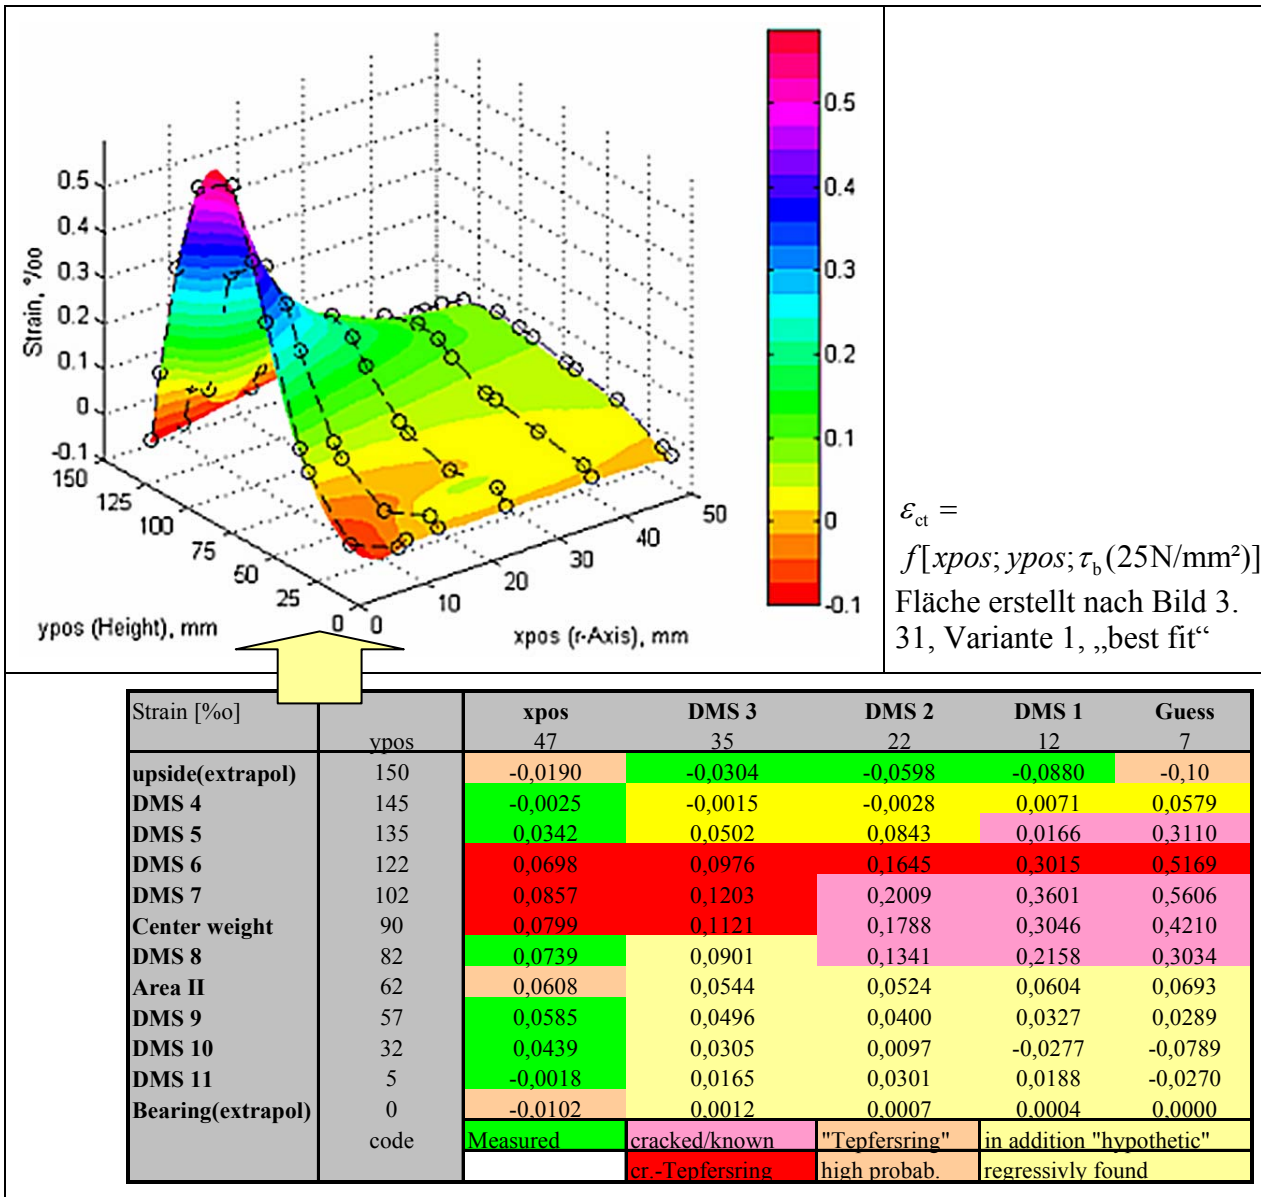 0.5
0.4
0.3
0.2
0.1
0
-0.1
Strain, °/oo
150
125
100
75
50
25
0
ypos (Height), mm
0
10
20
30
40
50
xpos (r-Axis), mm
0.5
0.4
0.3
0.2
0.1
0
-0.1
ε_ct =
f[xpos; ypos; τ_b (25N/mm²)]
Fläche erstellt nach Bild 3.
31, Variante 1, „best fit“
Strain [%o] xpos DMS 3 DMS 2 DMS 1 Guess
ypos 47 35 22 12 7
upside(extrapol) 150 -0,0190 -0,0304 -0,0598 -0,0880 -0,10
DMS 4 145 -0,0025 -0,0015 -0,0028 0,0071 0,0579
DMS 5 135 0,0342 0,0502 0,0843 0,0166 0,3110
DMS 6 122 0,0698 0,0976 0,1645 0,3015 0,5169
DMS 7 102 0,0857 0,1203 0,2009 0,3601 0,5606
Center weight 90 0,0799 0,1121 0,1788 0,3046 0,4210
DMS 8 82 0,0739 0,0901 0,1341 0,2158 0,3034
Area II 62 0,0608 0,0544 0,0524 0,0604 0,0693
DMS 9 57 0,0585 0,0496 0,0400 0,0327 0,0289
DMS 10 32 0,0439 0,0305 0,0097 -0,0277 -0,0789
DMS 11 5 -0,0018 0,0165 0,0301 0,0188 -0,0270
Bearing(extrapol) 0 -0,0102 0,0012 0,0007 0,0004 0,0000
code Measured cracked/known "Tepfersring" in addition "hypothetic"
cr.-Tepfersring high probab. regressivly found